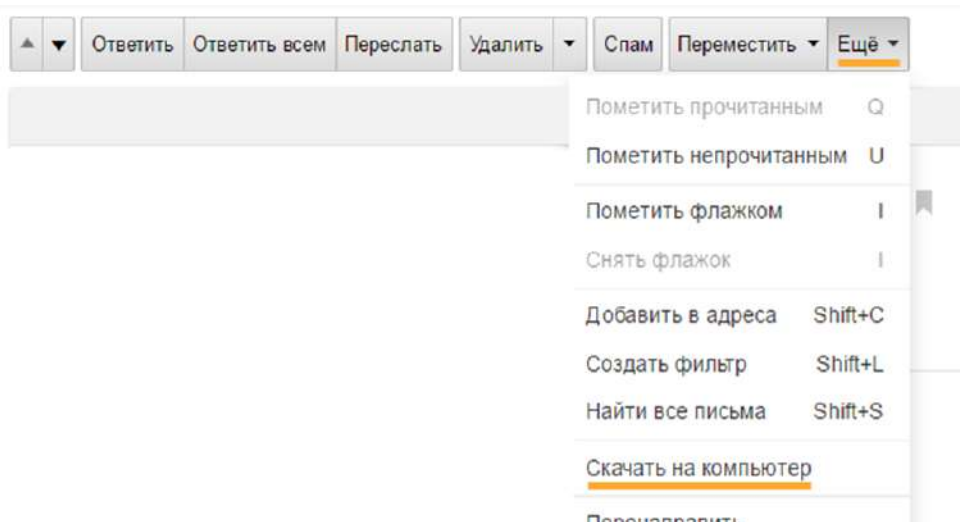 Ответить Ответить всем Переслать Удалить Спам Переместить Ещё
Пометить прочитанным Q
Пометить непрочитанным U
Пометить флажком I
Снять флажок I
Добавить в адреса Shift+C
Создать фильтр Shift+L
Найти все письма Shift+S
Скачать на компьютер
Перенаправить